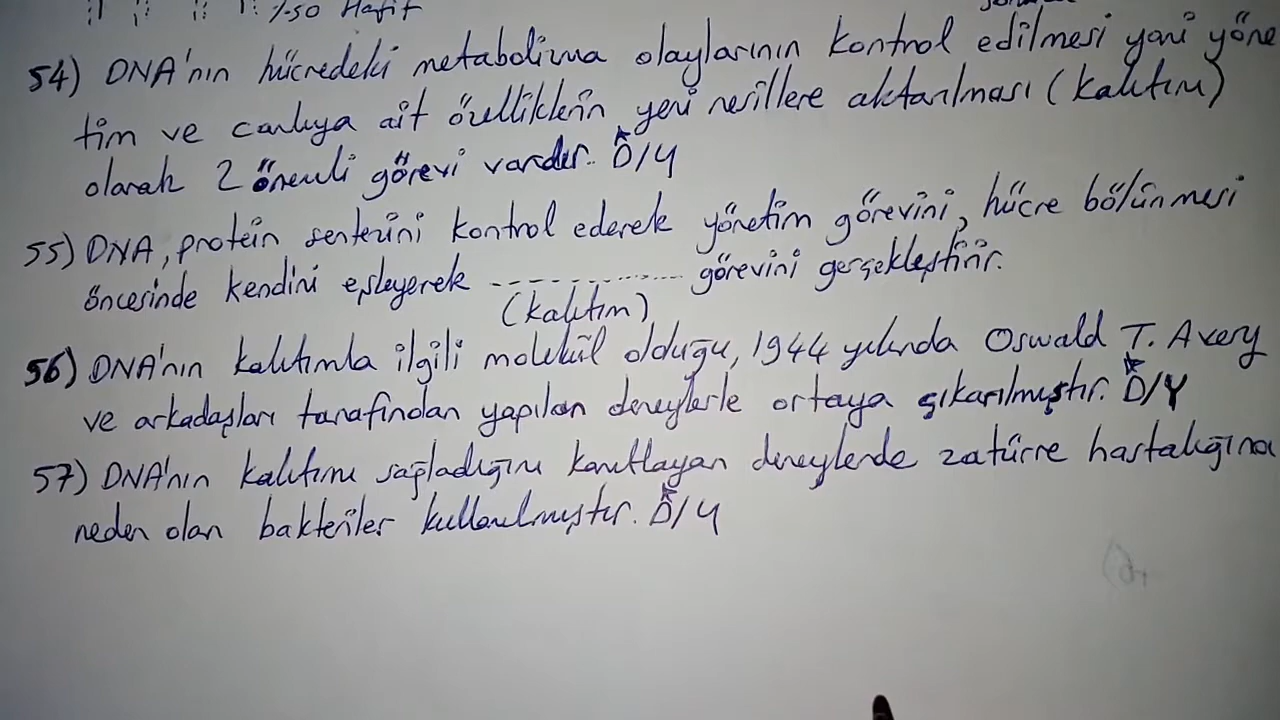 %50 Hafif
54) DNA'nın hücredeki metabolizma olaylarının kontrol edilmesi yani yöne
tim ve canlıya ait özelliklerin yeni nesillere aktarılması (kalıtım)
olarak 2 önemli görevi vardır. D/Y
55) DNA, protein sentezini kontrol ederek yönetim görevini, hücre bölünmesi
öncesinde kendini eşleyerek ................ görevini gerçekleştirir.
(kalıtım)
56) DNA'nın kalıtımla ilgili molekül olduğu, 1944 yılında Oswald T. Avery
ve arkadaşları tarafından yapılan deneylerle ortaya çıkarılmıştır. D/Y
57) DNA'nın kalıtımı sağladığını kanıtlayan deneylerde zatürre hastalığına
neden olan bakteriler kullanılmıştır. D/Y